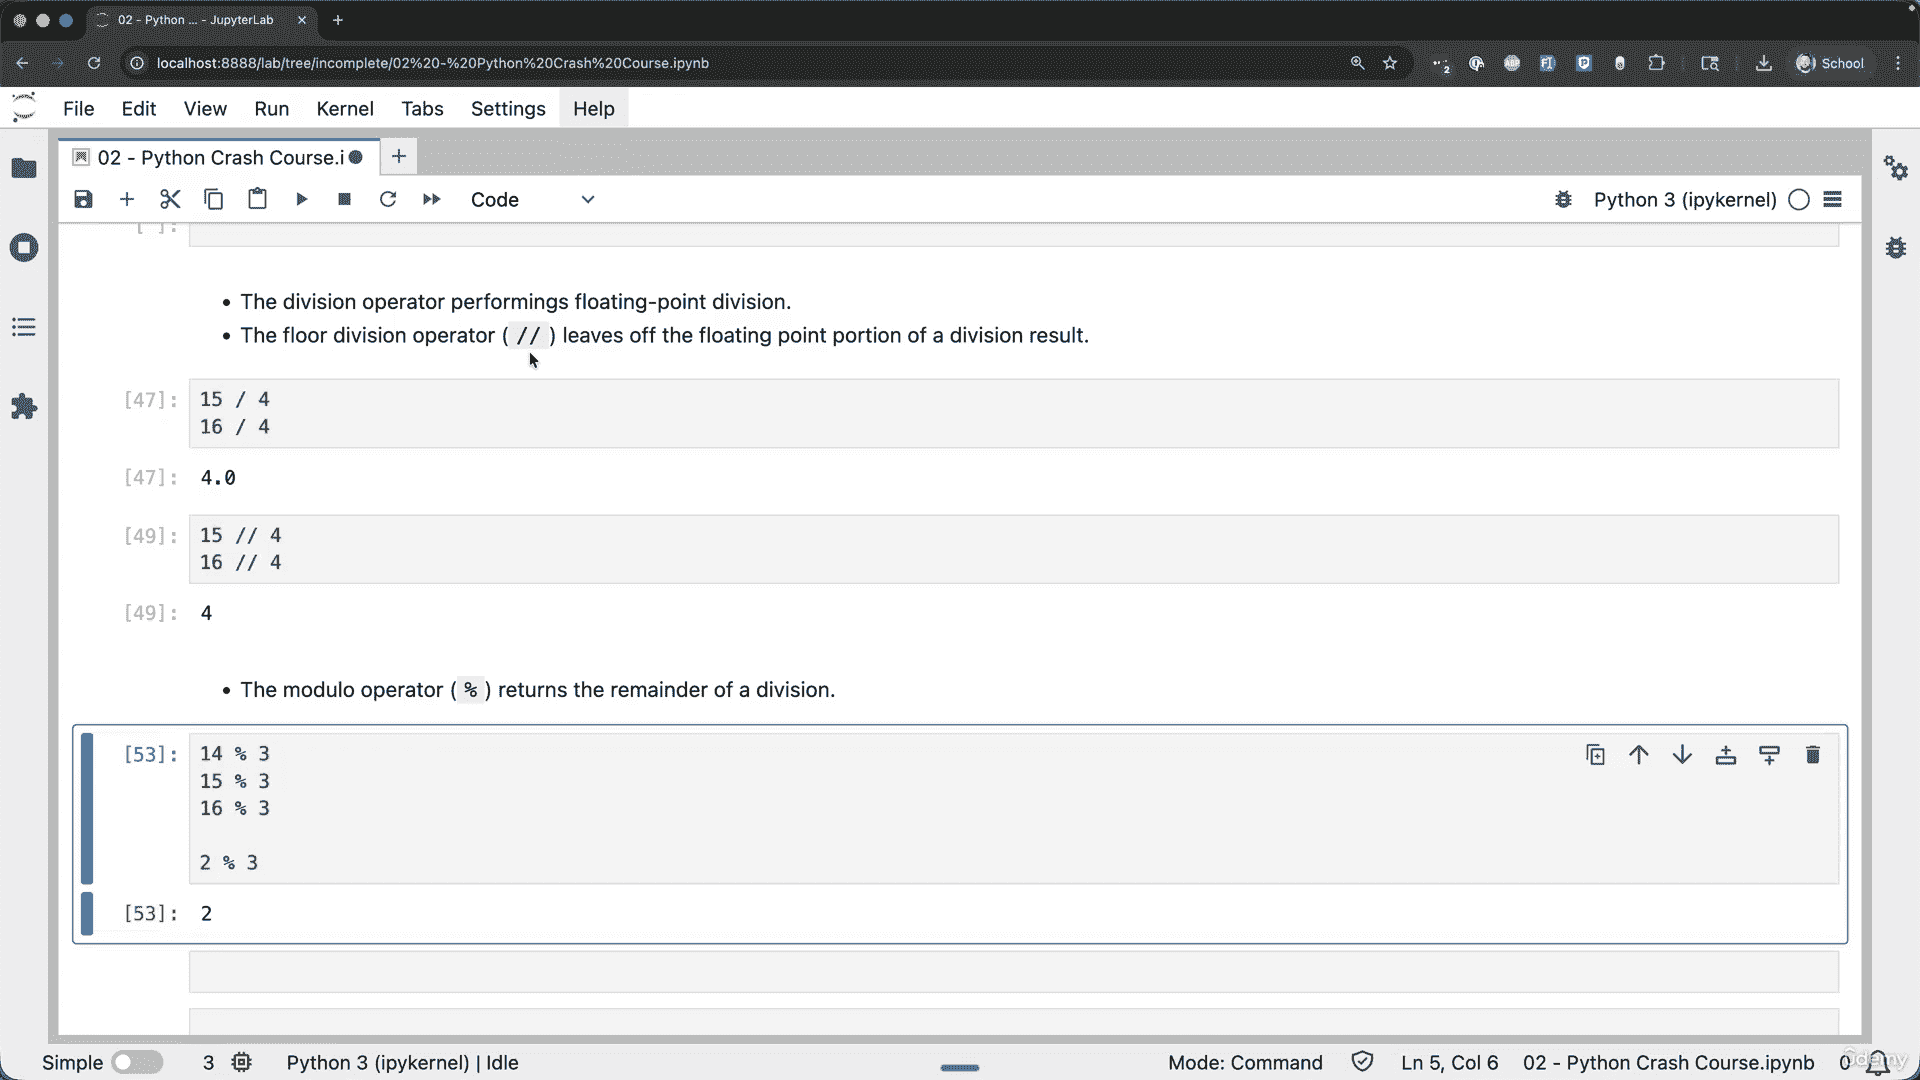 02 - Python ... - JupyterLab
localhost:8888/lab/tree/incomplete/02%20-%20Python%20Crash%20Course.ipynb
2
ABP
School
File Edit View Run Kernel Tabs Settings Help
02 - Python Crash Course.i
Code
Python 3 (ipykernel)
[ ]:
The division operator performings floating-point division.
The floor division operator ( // ) leaves off the floating point portion of a division result.
[47]: 15 / 4
16 / 4
[47]: 4.0
[49]: 15 // 4
16 // 4
[49]: 4
The modulo operator ( % ) returns the remainder of a division.
[53]: 14 % 3
15 % 3
16 % 3
2 % 3
[53]: 2
Simple 3 Python 3 (ipykernel) | Idle Mode: Command Ln 5, Col 6 02 - Python Crash Course.ipynb 0
Udemy